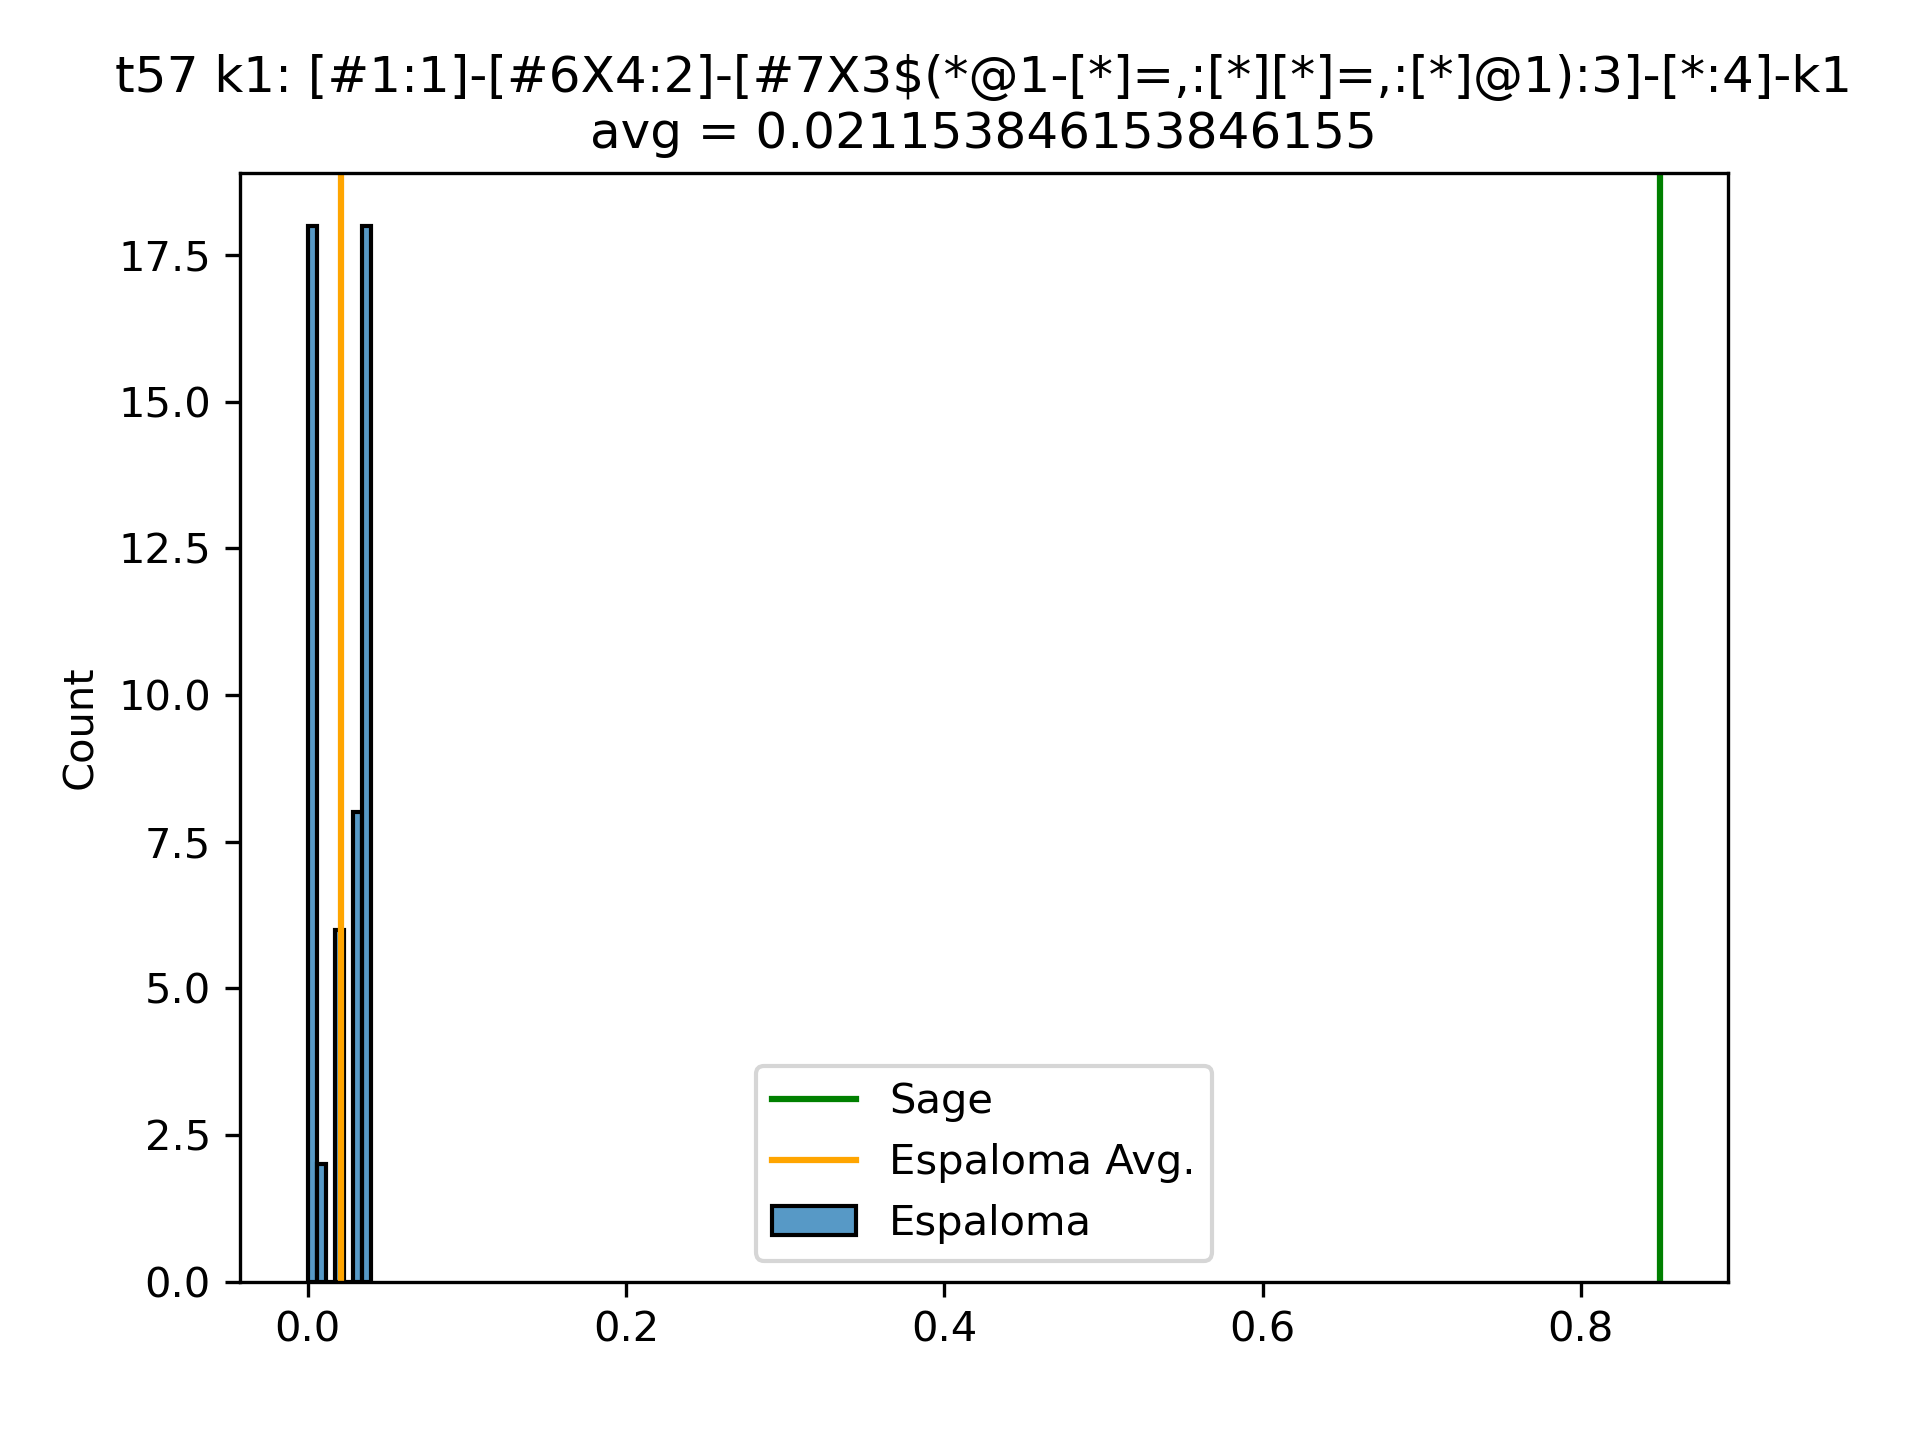 t57 k1: [#1:1]-[#6X4:2]-[#7X3$(*@1-[*]=,:[*][*]=,:[*]@1):3]-[*:4]-k1
avg = 0.021153846153846155
17.5
15.0
12.5
10.0
7.5
5.0
2.5
0.0
Count
Sage
Espaloma Avg.
Espaloma
0.0 0.2 0.4 0.6 0.8